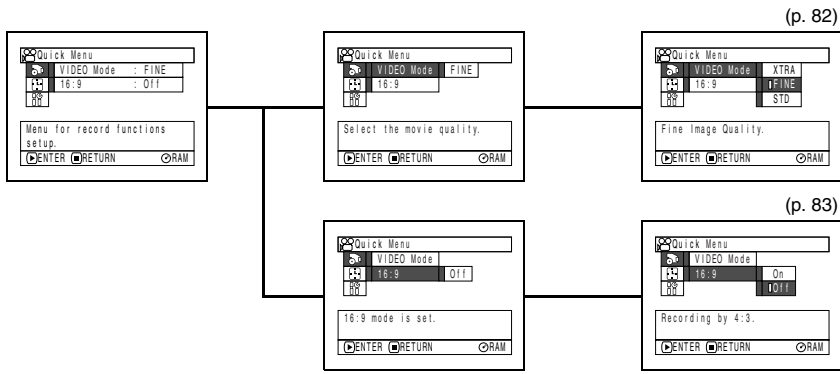 (p. 82)
Quick Menu
VIDEO Mode : FINE
16:9 : Off
Menu for record functions
setup.
ENTER RETURN RAM
Quick Menu
VIDEO Mode FINE
16:9
Select the movie quality.
ENTER RETURN RAM
Quick Menu
VIDEO Mode XTRA
16:9 FINE
STD
Fine Image Quality.
ENTER RETURN RAM
(p. 83)
Quick Menu
VIDEO Mode
16:9 Off
16:9 mode is set.
ENTER RETURN RAM
Quick Menu
VIDEO Mode
16:9 On
Off
Recording by 4:3.
ENTER RETURN RAM